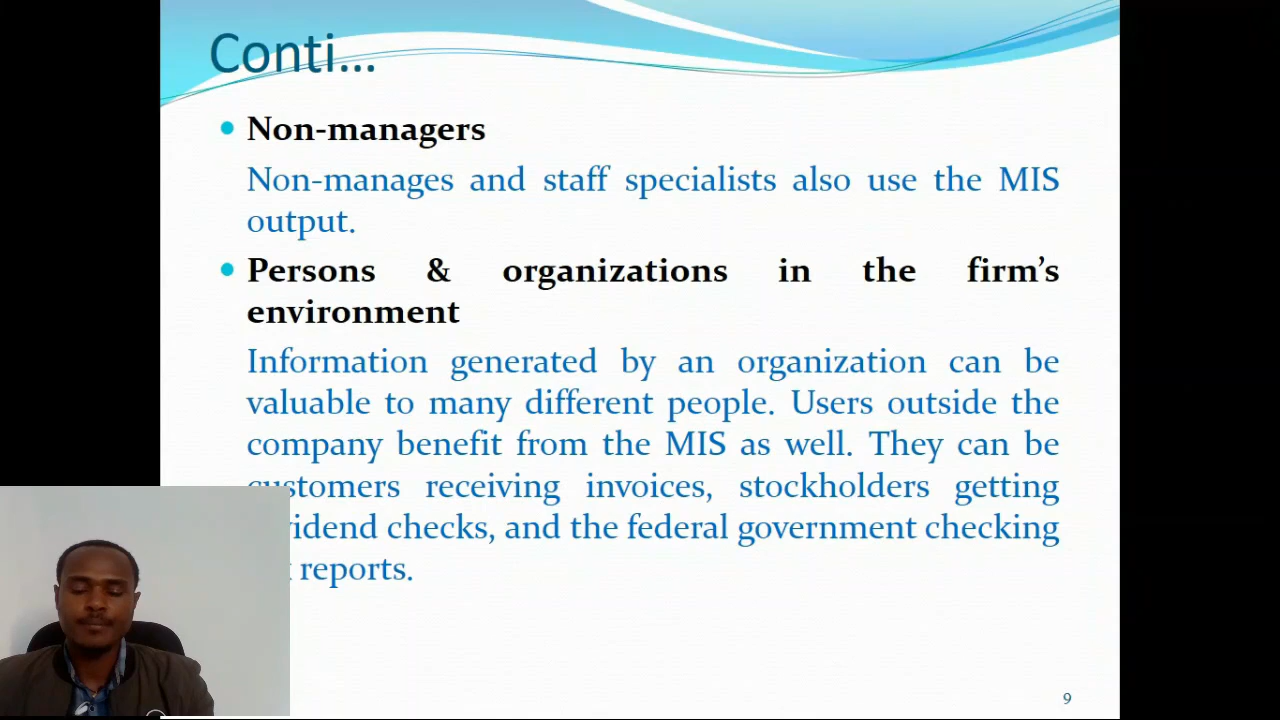 Conti...
• Non-managers
Non-manages and staff specialists also use the MIS
output.
• Persons & organizations in the firm's
environment
Information generated by an organization can be
valuable to many different people. Users outside the
company benefit from the MIS as well. They can be
customers receiving invoices, stockholders getting
dividend checks, and the federal government checking
reports.
9